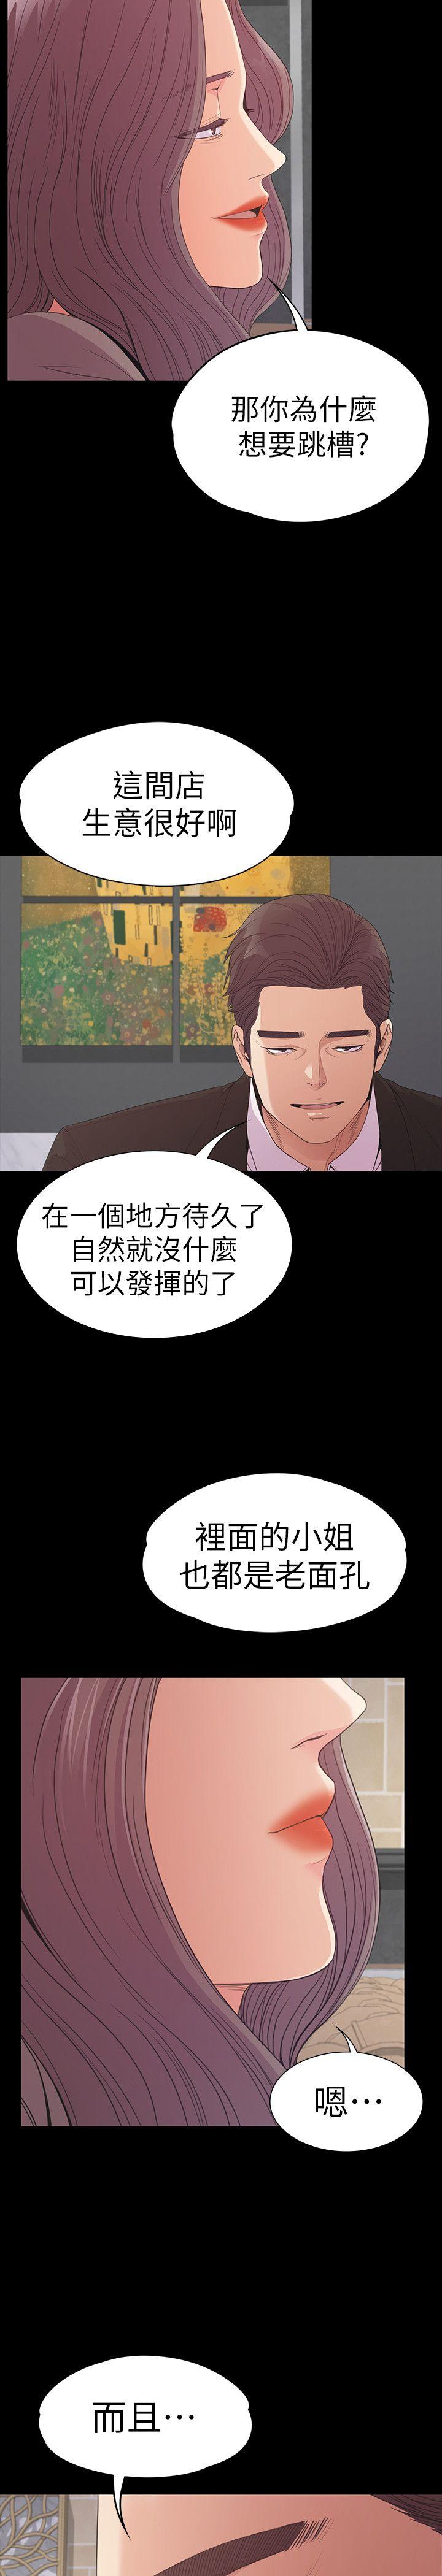 那你為什麼
想要跳槽?
這間店
生意很好啊
在一個地方待久了
自然就沒什麼
可以發揮的了
裡面的小姐
也都是老面孔
嗯…
而且…